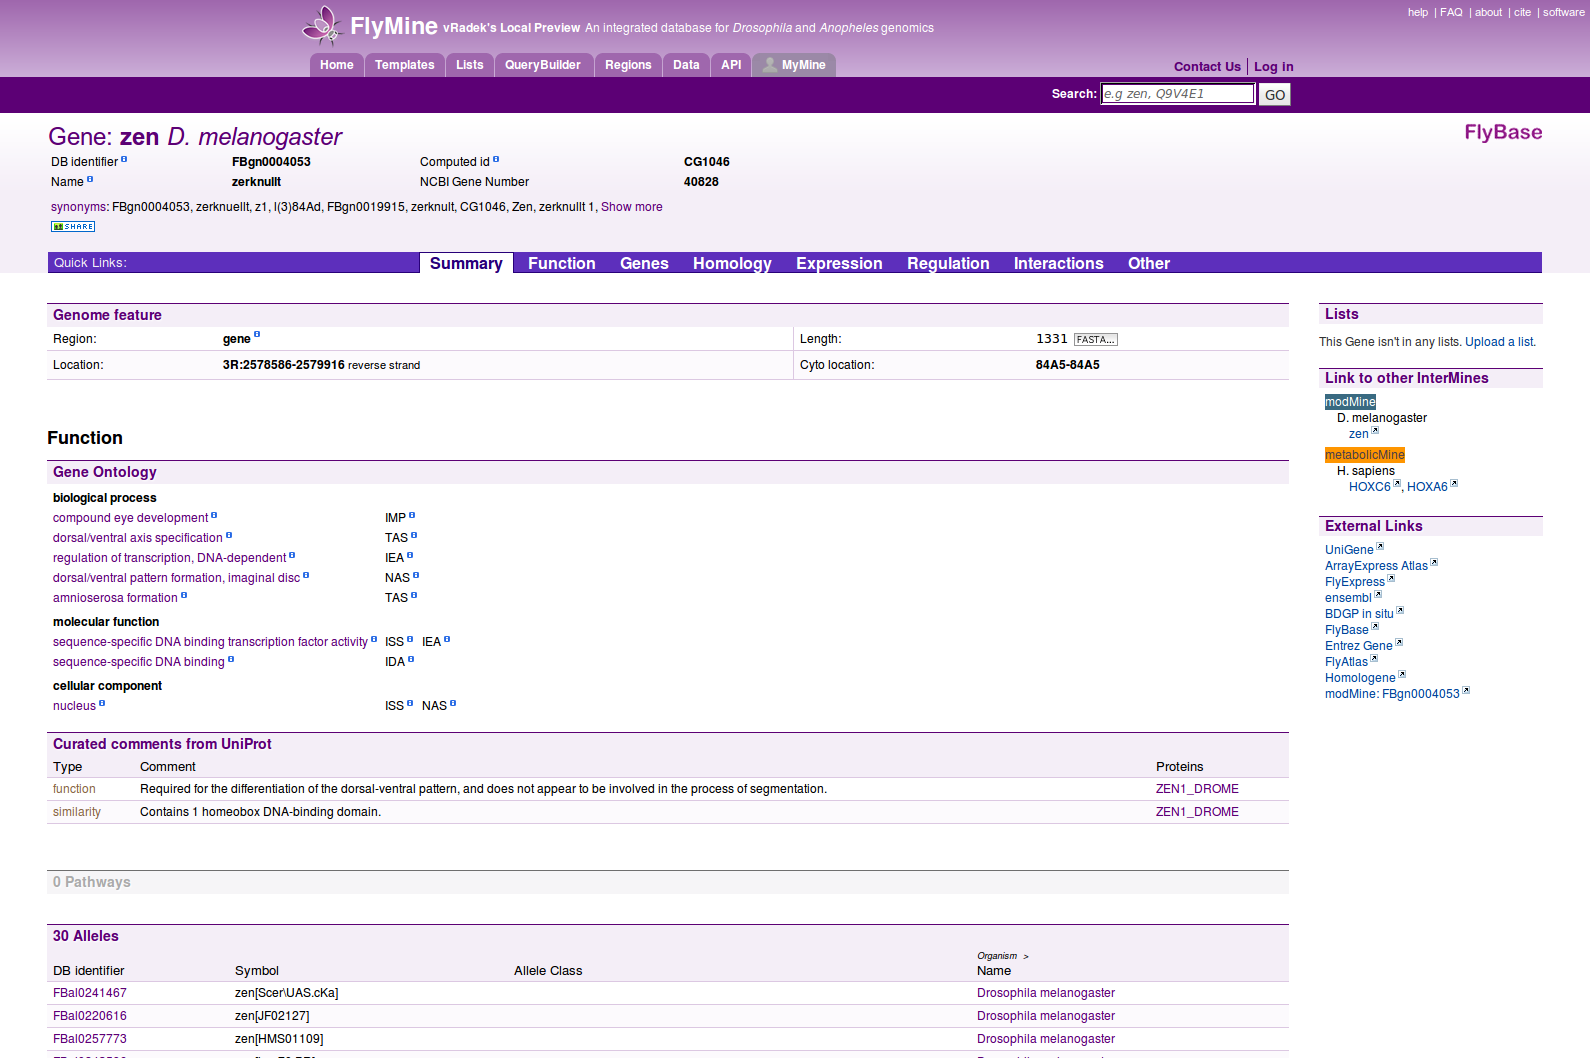 help | FAQ | about | cite | software
FlyMine vRadek's Local Preview An integrated database for Drosophila and Anopheles genomics
Home Templates Lists QueryBuilder Regions Data API MyMine
Contact Us | Log in
Search: e.g zen, Q9V4E1 GO
Gene: zen D. melanogaster
FlyBase
DB identifier FBgn0004053 Computed id CG1046
Name zerknullt NCBI Gene Number 40828
synonyms: FBgn0004053, zerknuellt, z1, l(3)84Ad, FBgn0019915, zerknult, CG1046, Zen, zerknullt 1, Show more
SHARE
Quick Links: Summary Function Genes Homology Expression Regulation Interactions Other
Genome feature
Region: gene Length: 1331 FASTA...
Location: 3R:2578586-2579916 reverse strand Cyto location: 84A5-84A5
Function
Gene Ontology
biological process
compound eye development IMP
dorsal/ventral axis specification TAS
regulation of transcription, DNA-dependent IEA
dorsal/ventral pattern formation, imaginal disc NAS
amnioserosa formation TAS
molecular function
sequence-specific DNA binding transcription factor activity ISS IEA
sequence-specific DNA binding IDA
cellular component
nucleus ISS NAS
Curated comments from UniProt
Type Comment Proteins
function Required for the differentiation of the dorsal-ventral pattern, and does not appear to be involved in the process of segmentation. ZEN1_DROME
similarity Contains 1 homeobox DNA-binding domain. ZEN1_DROME
0 Pathways
30 Alleles
Organism >
DB identifier Symbol Allele Class Name
FBal0241467 zen[Scer\UAS.cKa] Drosophila melanogaster
FBal0220616 zen[JF02127] Drosophila melanogaster
FBal0257773 zen[HMS01109] Drosophila melanogaster
Lists
This Gene isn't in any lists. Upload a list.
Link to other InterMines
modMine
D. melanogaster
zen
metabolicMine
H. sapiens
HOXC6, HOXA6
External Links
UniGene
ArrayExpress Atlas
FlyExpress
ensembl
BDGP in situ
FlyBase
Entrez Gene
FlyAtlas
Homologene
modMine: FBgn0004053